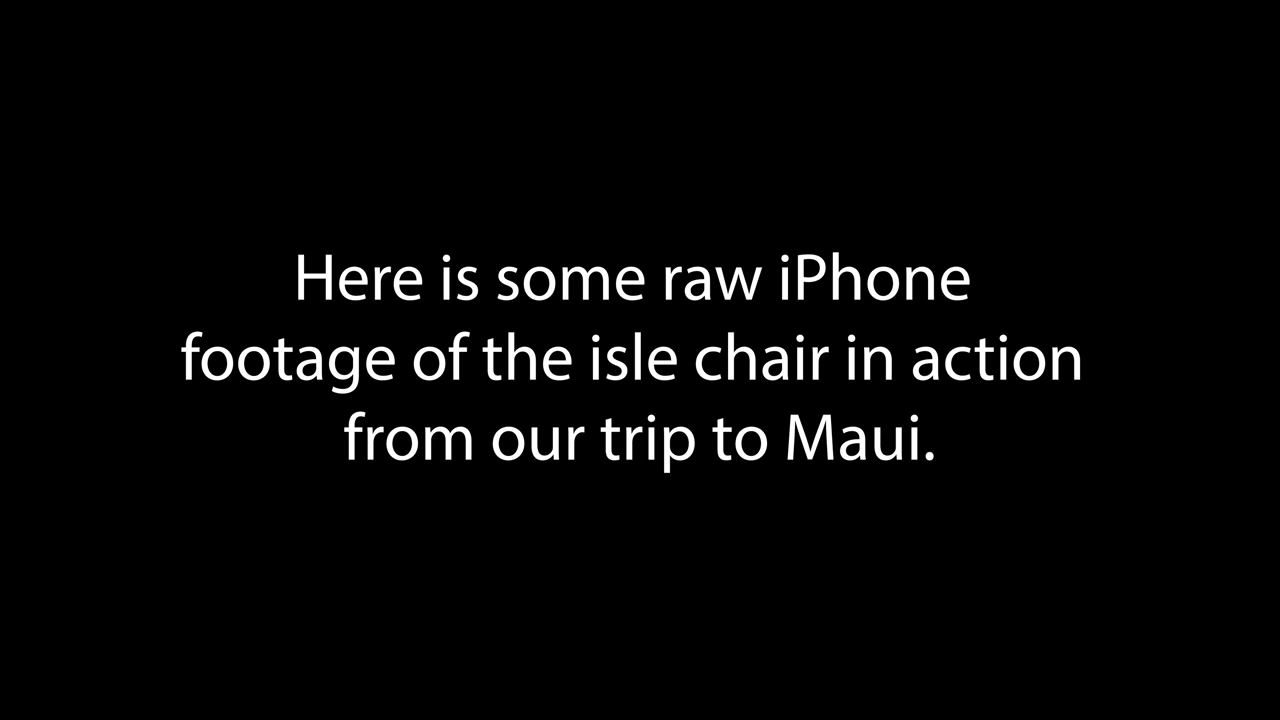 Here is some raw iPhone
footage of the isle chair in action
from our trip to Maui.